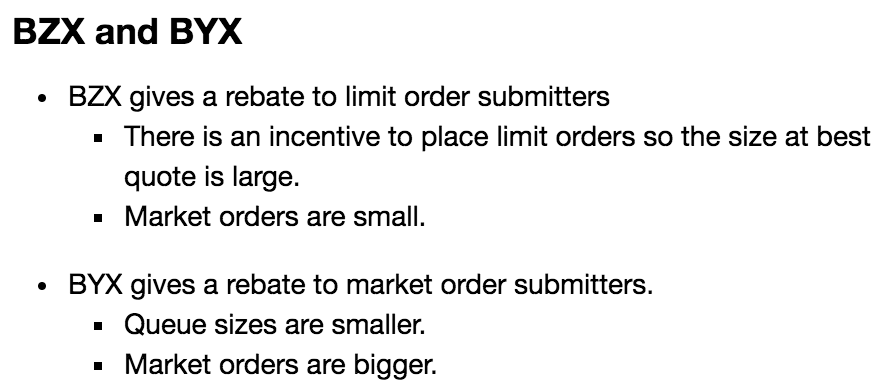 BZX and BYX
• BZX gives a rebate to limit order submitters
▪ There is an incentive to place limit orders so the size at best
quote is large.
▪ Market orders are small.
• BYX gives a rebate to market order submitters.
▪ Queue sizes are smaller.
▪ Market orders are bigger.